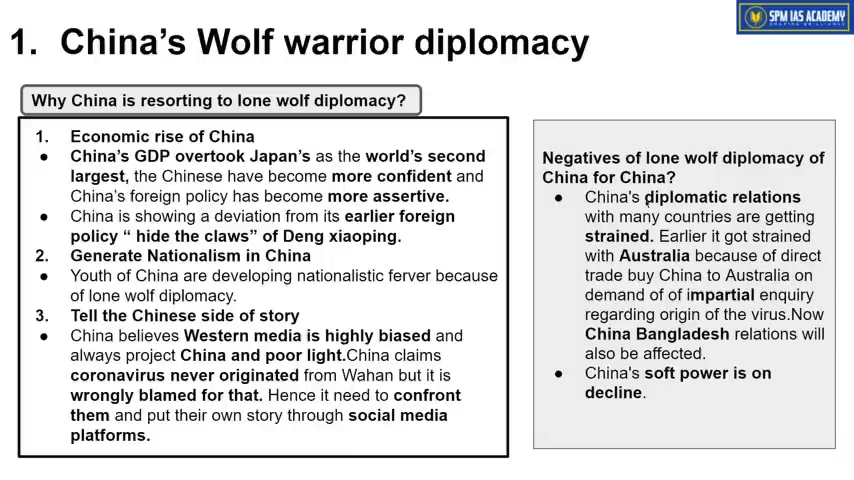 SPM IAS ACADEMY
SHAPING BRILLIANCE
1. China's Wolf warrior diplomacy
Why China is resorting to lone wolf diplomacy?
1. Economic rise of China
● China's GDP overtook Japan's as the world's second
largest, the Chinese have become more confident and
China's foreign policy has become more assertive.
● China is showing a deviation from its earlier foreign
policy “ hide the claws” of Deng xiaoping.
2. Generate Nationalism in China
● Youth of China are developing nationalistic ferver because
of lone wolf diplomacy.
3. Tell the Chinese side of story
● China believes Western media is highly biased and
always project China and poor light.China claims
coronavirus never originated from Wahan but it is
wrongly blamed for that. Hence it need to confront
them and put their own story through social media
platforms.
Negatives of lone wolf diplomacy of
China for China?
● China's diplomatic relations
with many countries are getting
strained. Earlier it got strained
with Australia because of direct
trade buy China to Australia on
demand of of impartial enquiry
regarding origin of the virus.Now
China Bangladesh relations will
also be affected.
● China's soft power is on
decline.